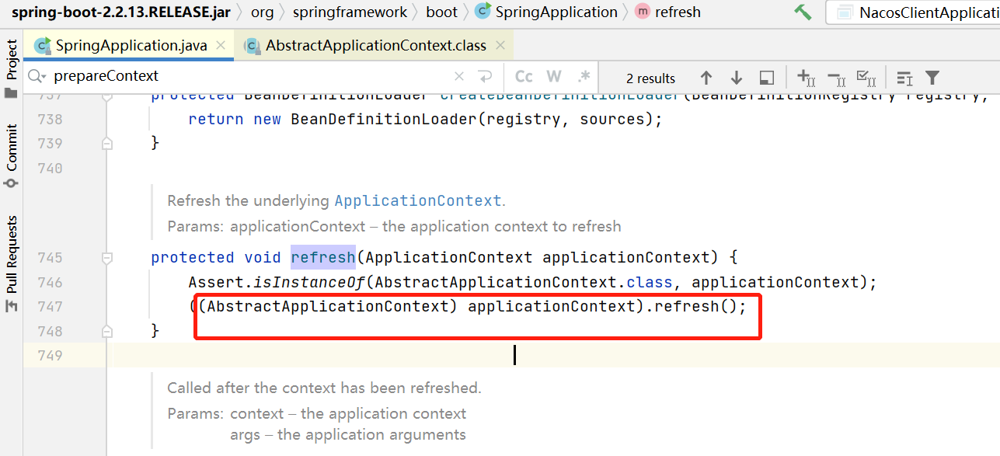 spring-boot-2.2.13.RELEASE.jar org springframework boot SpringApplication refresh NacosClientApplicati
SpringApplication.java AbstractApplicationContext.class
prepareContext Cc W .* 2 results
Project
Commit
Pull Requests
737 protected BeanDefinitionLoader createBeanDefinitionLoader(BeanDefinitionRegistry registry,
738 return new BeanDefinitionLoader(registry, sources);
739 }
740
Refresh the underlying ApplicationContext.
Params: applicationContext – the application context to refresh
745 protected void refresh(ApplicationContext applicationContext) {
746 Assert.isInstanceOf(AbstractApplicationContext.class, applicationContext);
747 ((AbstractApplicationContext) applicationContext).refresh();
748 }
749
Called after the context has been refreshed.
Params: context – the application context
args – the application arguments